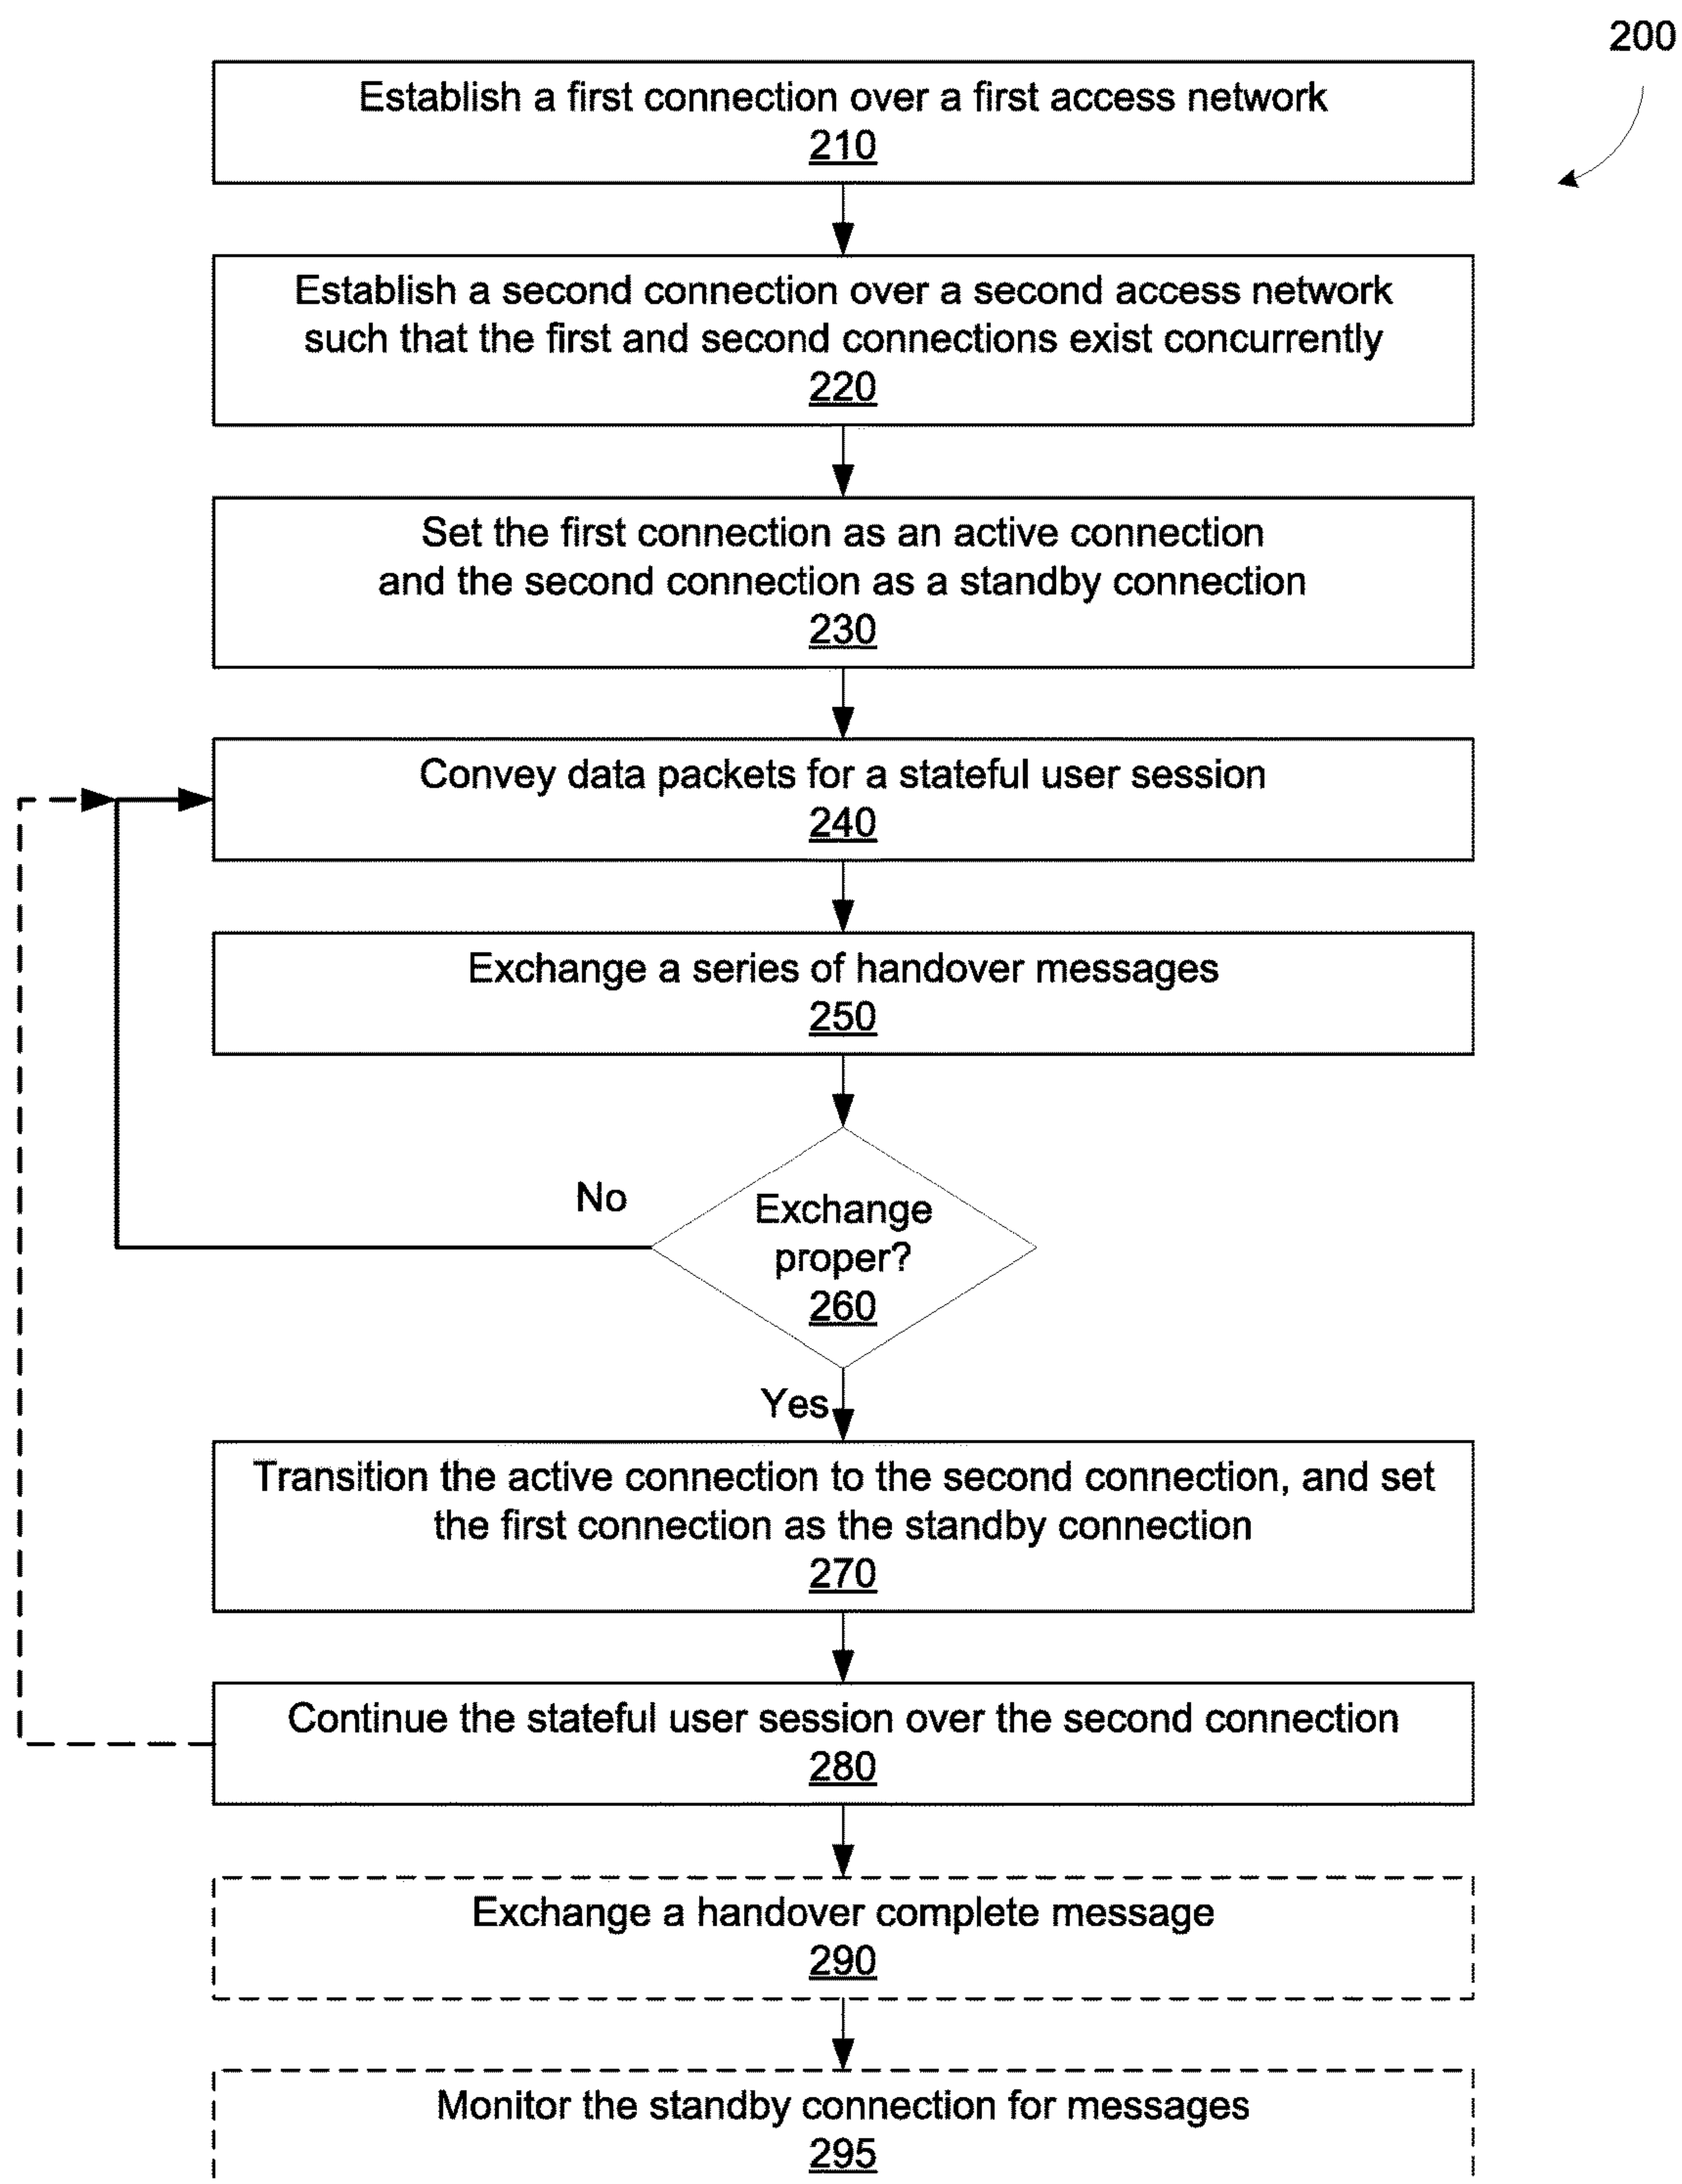 200
Establish a first connection over a first access network
210
Establish a second connection over a second access network
such that the first and second connections exist concurrently
220
Set the first connection as an active connection
and the second connection as a standby connection
230
Convey data packets for a stateful user session
240
Exchange a series of handover messages
250
No
Exchange
proper?
260
Yes
Transition the active connection to the second connection, and set
the first connection as the standby connection
270
Continue the stateful user session over the second connection
280
Exchange a handover complete message
290
Monitor the standby connection for messages
295